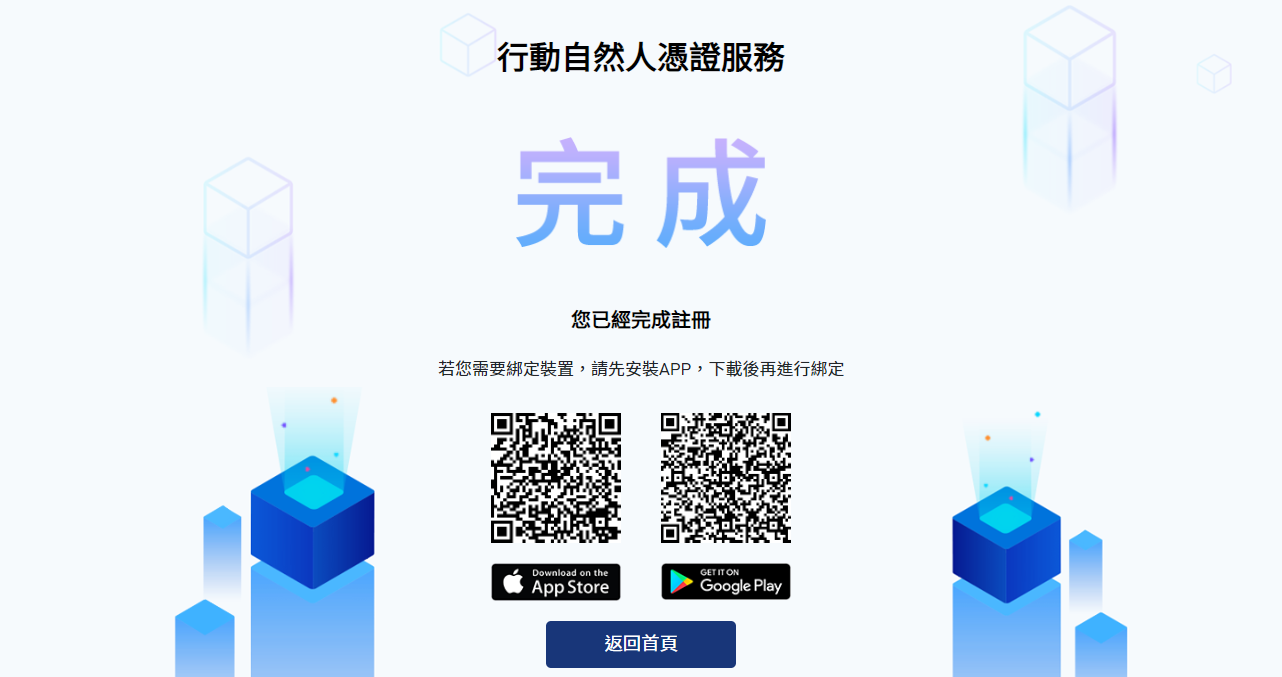 行動自然人憑證服務
完成
您已經完成註冊
若您需要綁定裝置，請先安裝APP，下載後再進行綁定
Download on the
App Store
GET IT ON
Google Play
返回首頁